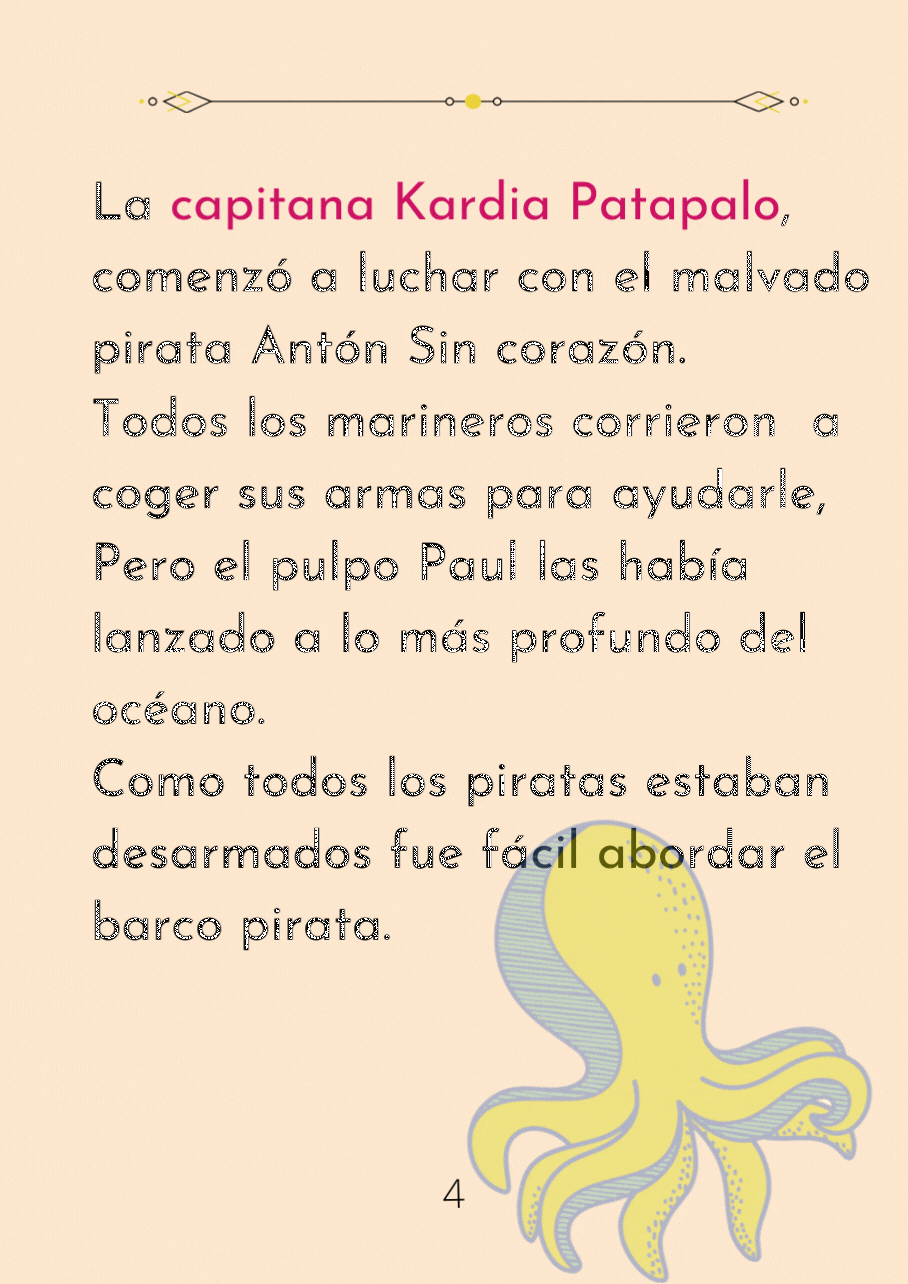 La capitana Kardia Patapalo,
comenzó a luchar con el malvado
pirata Antón Sin corazón.
Todos los marineros corrieron  a
coger sus armas para ayudarle,
Pero el pulpo Paul las había
lanzado a lo más profundo del
océano.
Como todos los piratas estaban
desarmados fue fácil abordar el
barco pirata.
4